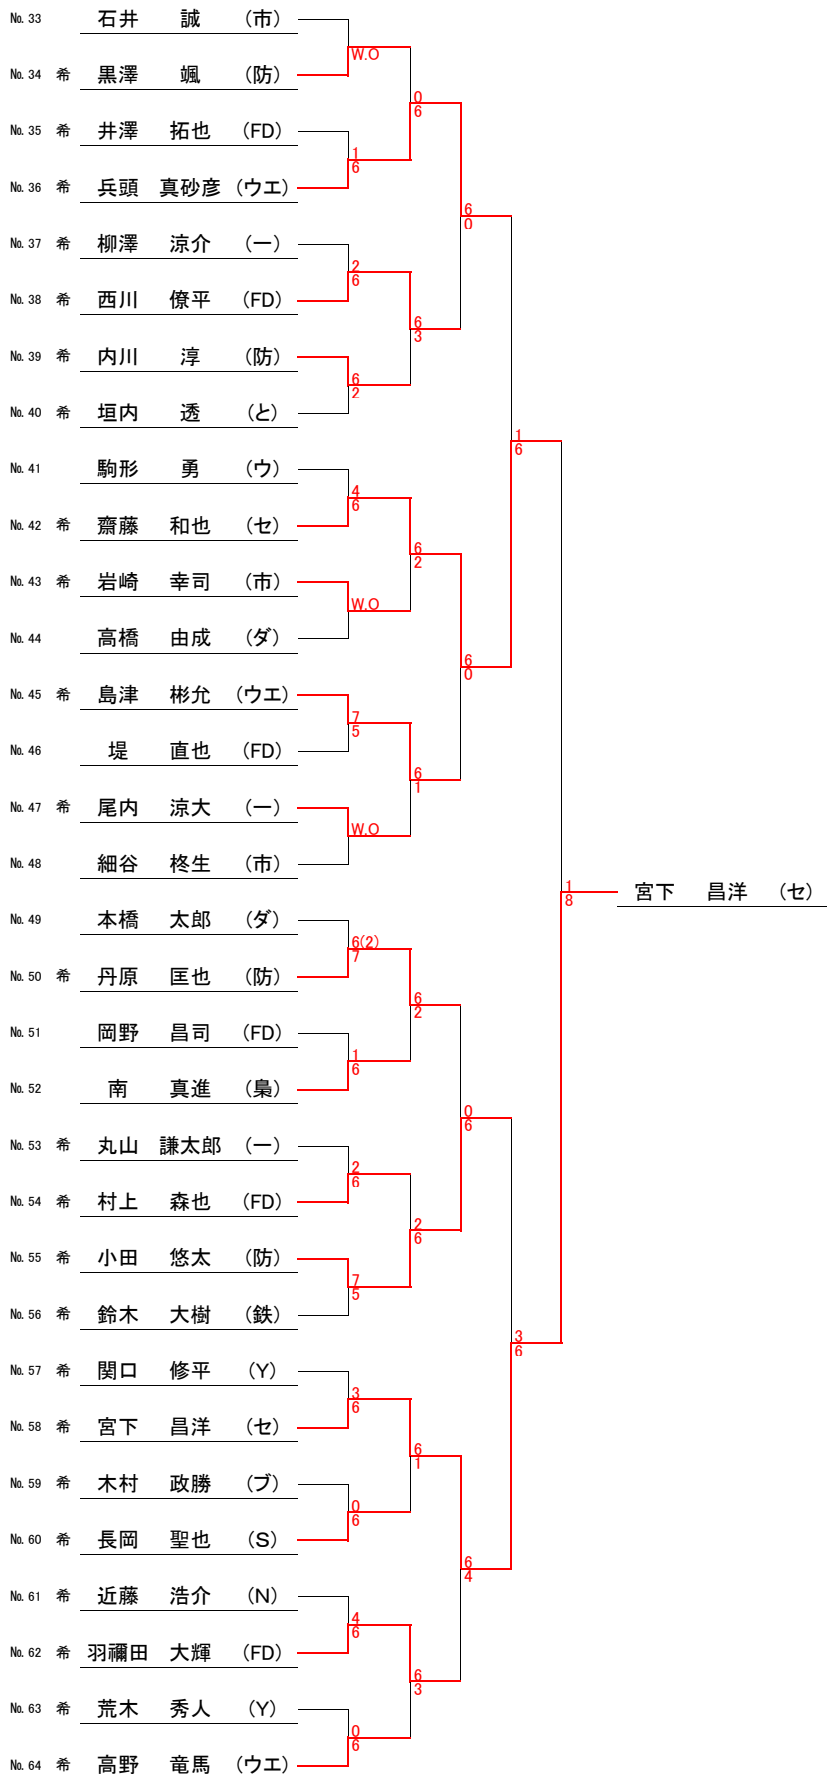 № 33 石井 誠 (市)
W.O
№ 34 希 黒澤 颯 (防)
0
6
№ 35 希 井澤 拓也 (FD)
1
6
№ 36 希 兵頭 真砂彦 (ウエ)
6
0
№ 37 希 柳澤 涼介 (一)
2
6
№ 38 希 西川 僚平 (FD)
6
3
№ 39 希 内川 淳 (防)
6
2
№ 40 希 垣内 透 (と)
1
6
№ 41 駒形 勇 (ウ)
4
6
№ 42 希 齋藤 和也 (セ)
6
2
№ 43 希 岩崎 幸司 (市)
W.O
№ 44 高橋 由成 (ダ)
6
0
№ 45 希 島津 彬允 (ウエ)
7
5
№ 46 堤 直也 (FD)
6
1
№ 47 希 尾内 涼大 (一)
W.O
№ 48 細谷 柊生 (市)
1
8
宮下 昌洋 (セ)
№ 49 本橋 太郎 (ダ)
6(2)
7
№ 50 希 丹原 匡也 (防)
6
2
№ 51 岡野 昌司 (FD)
1
6
№ 52 南 真進 (梟)
0
6
№ 53 希 丸山 謙太郎 (一)
2
6
№ 54 希 村上 森也 (FD)
2
6
№ 55 希 小田 悠太 (防)
7
5
№ 56 希 鈴木 大樹 (鉄)
3
6
№ 57 希 関口 修平 (Y)
3
6
№ 58 希 宮下 昌洋 (セ)
6
1
№ 59 希 木村 政勝 (ブ)
0
6
№ 60 希 長岡 聖也 (S)
6
4
№ 61 希 近藤 浩介 (N)
4
6
№ 62 希 羽禰田 大輝 (FD)
6
3
№ 63 希 荒木 秀人 (Y)
0
6
№ 64 希 高野 竜馬 (ウエ)